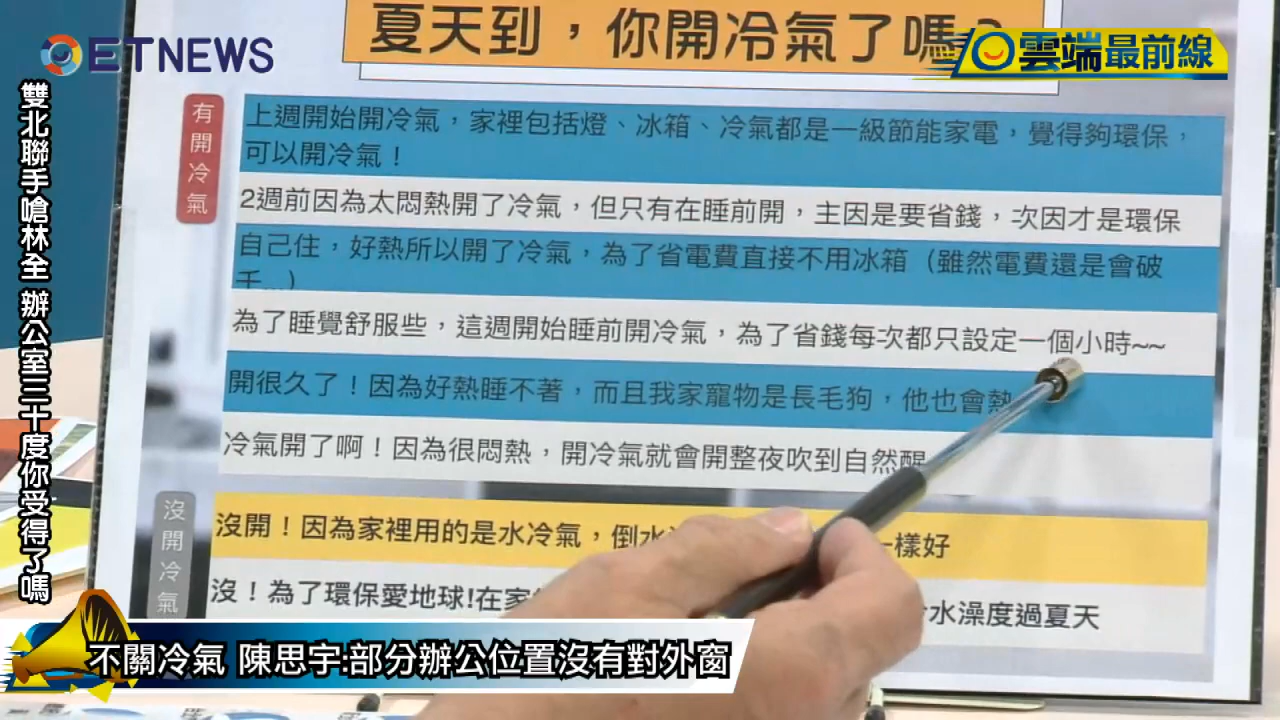 夏天到，你開冷氣了嗎？
ETNEWS
雲端最前線
雙北聯手嗆林全 辦公室三十度你受得了嗎
有開冷氣
上週開始開冷氣，家裡包括燈、冰箱、冷氣都是一級節能家電，覺得夠環保，
可以開冷氣！
2週前因為太悶熱開了冷氣，但只有在睡前開，主因是要省錢，次因才是環保
自己住，好熱所以開了冷氣，為了省電費直接不用冰箱（雖然電費還是會破
千...）
為了睡覺舒服些，這週開始睡前開冷氣，為了省錢每次都只設定一個小時~~
開很久了！因為好熱睡不著，而且我家寵物是長毛狗，他也會熱
冷氣開了啊！因為很悶熱，開冷氣就會開整夜吹到自然醒
沒開冷氣
沒開！因為家裡用的是水冷氣，倒水 一樣好
沒！為了環保愛地球!在家 冷水澡度過夏天
不關冷氣 陳思宇:部分辦公位置沒有對外窗